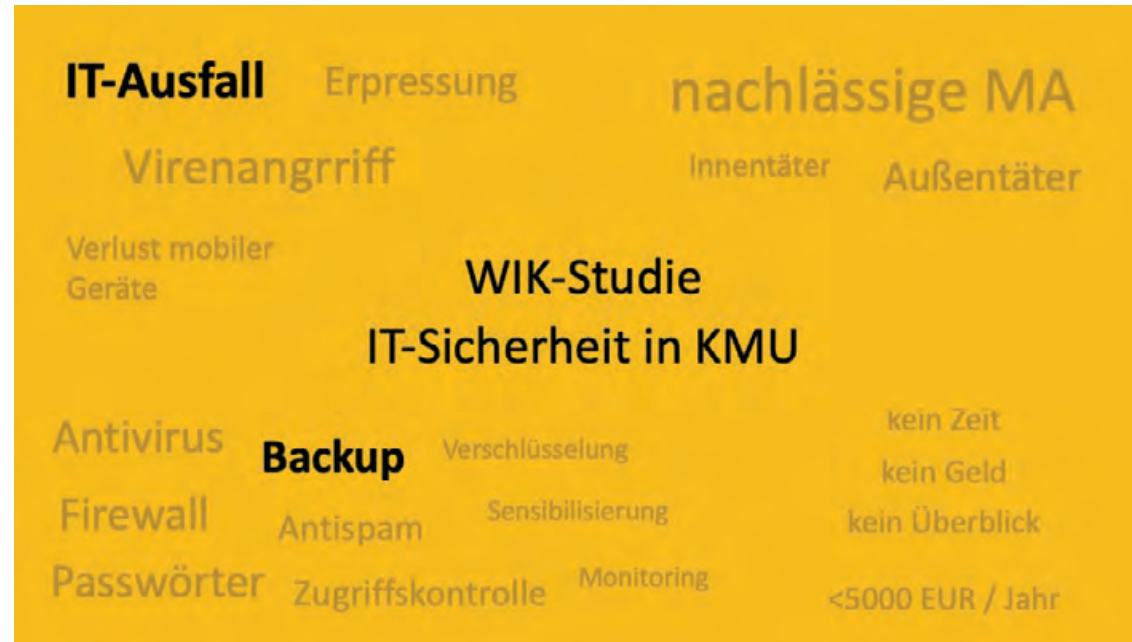 IT-Ausfall Erpressung nachlässige MA
Virenangrriff Innentäter Außentäter
Verlust mobiler
Geräte
WIK-Studie
IT-Sicherheit in KMU
Antivirus Backup Verschlüsselung
Firewall Antispam Sensibilisierung
Passwörter Zugriffskontrolle Monitoring
kein Zeit
kein Geld
kein Überblick
<5000 EUR / Jahr